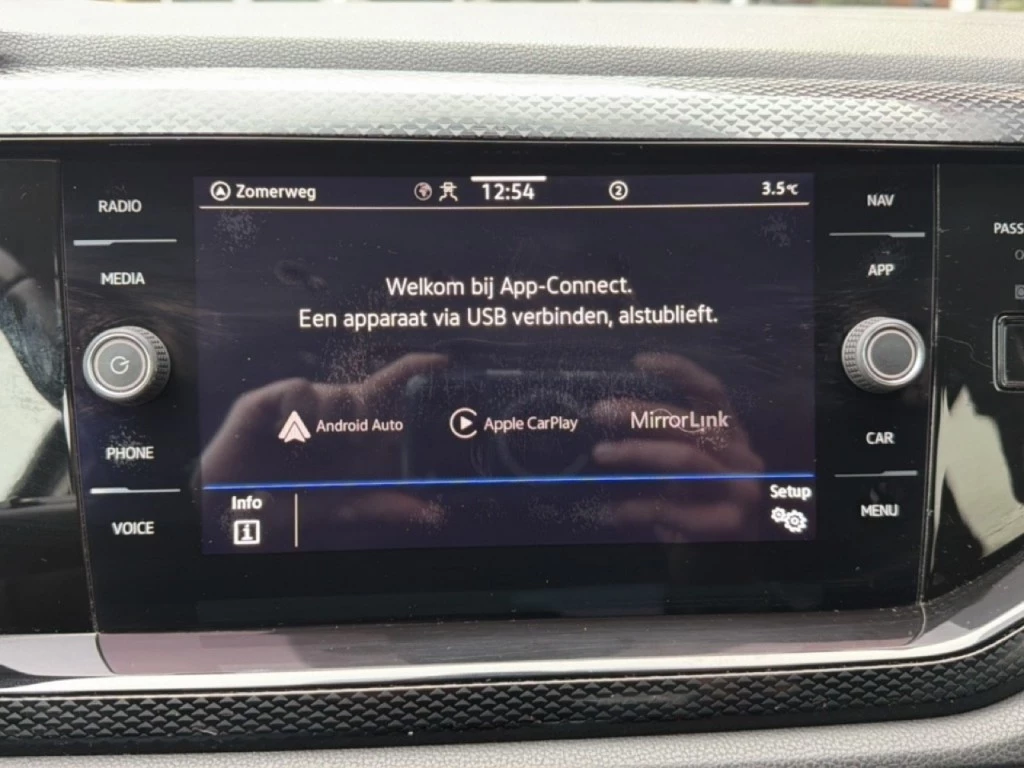 Zomerweg 12:54 2 3.5°C
RADIO
MEDIA
PHONE
VOICE
Welkom bij App-Connect.
Een apparaat via USB verbinden, alstublieft.
Android Auto Apple CarPlay MirrorLink
Info
i
Setup
NAV
APP
CAR
MENU
PASS